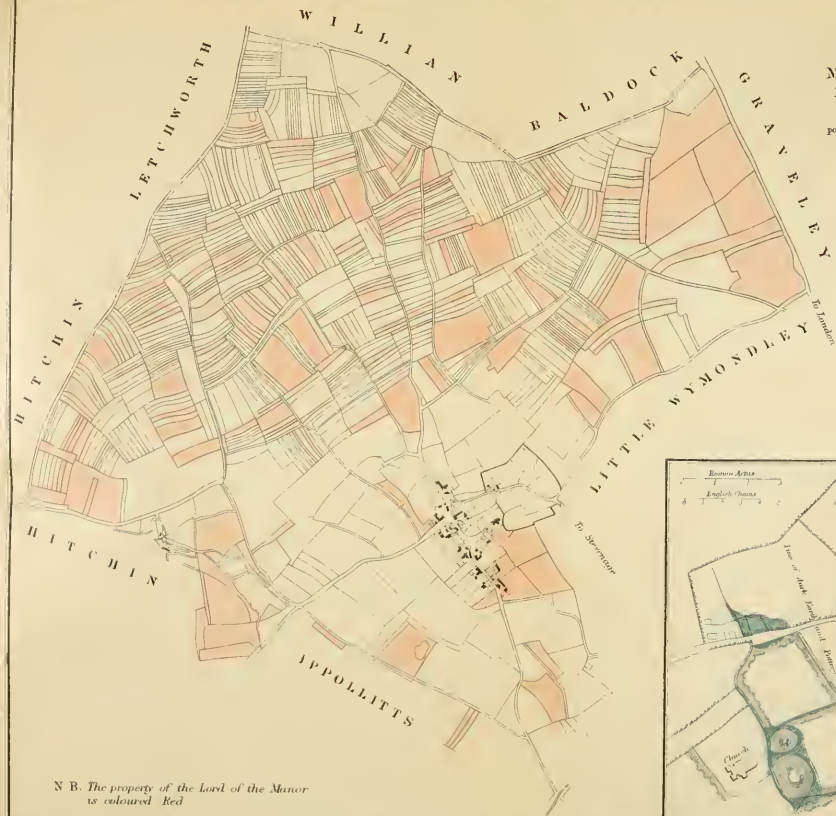 WILLIAN
LETCHWORTH
BALDOCK
GRAVELEY
HITCHIN
To London
LITTLE WYMONDLEY
HITCHIN
To Stevenage
IPPOLLITTS
N B. The property of the Lord of the Manor
is coloured Red
Roman Actus
English Chains
Church